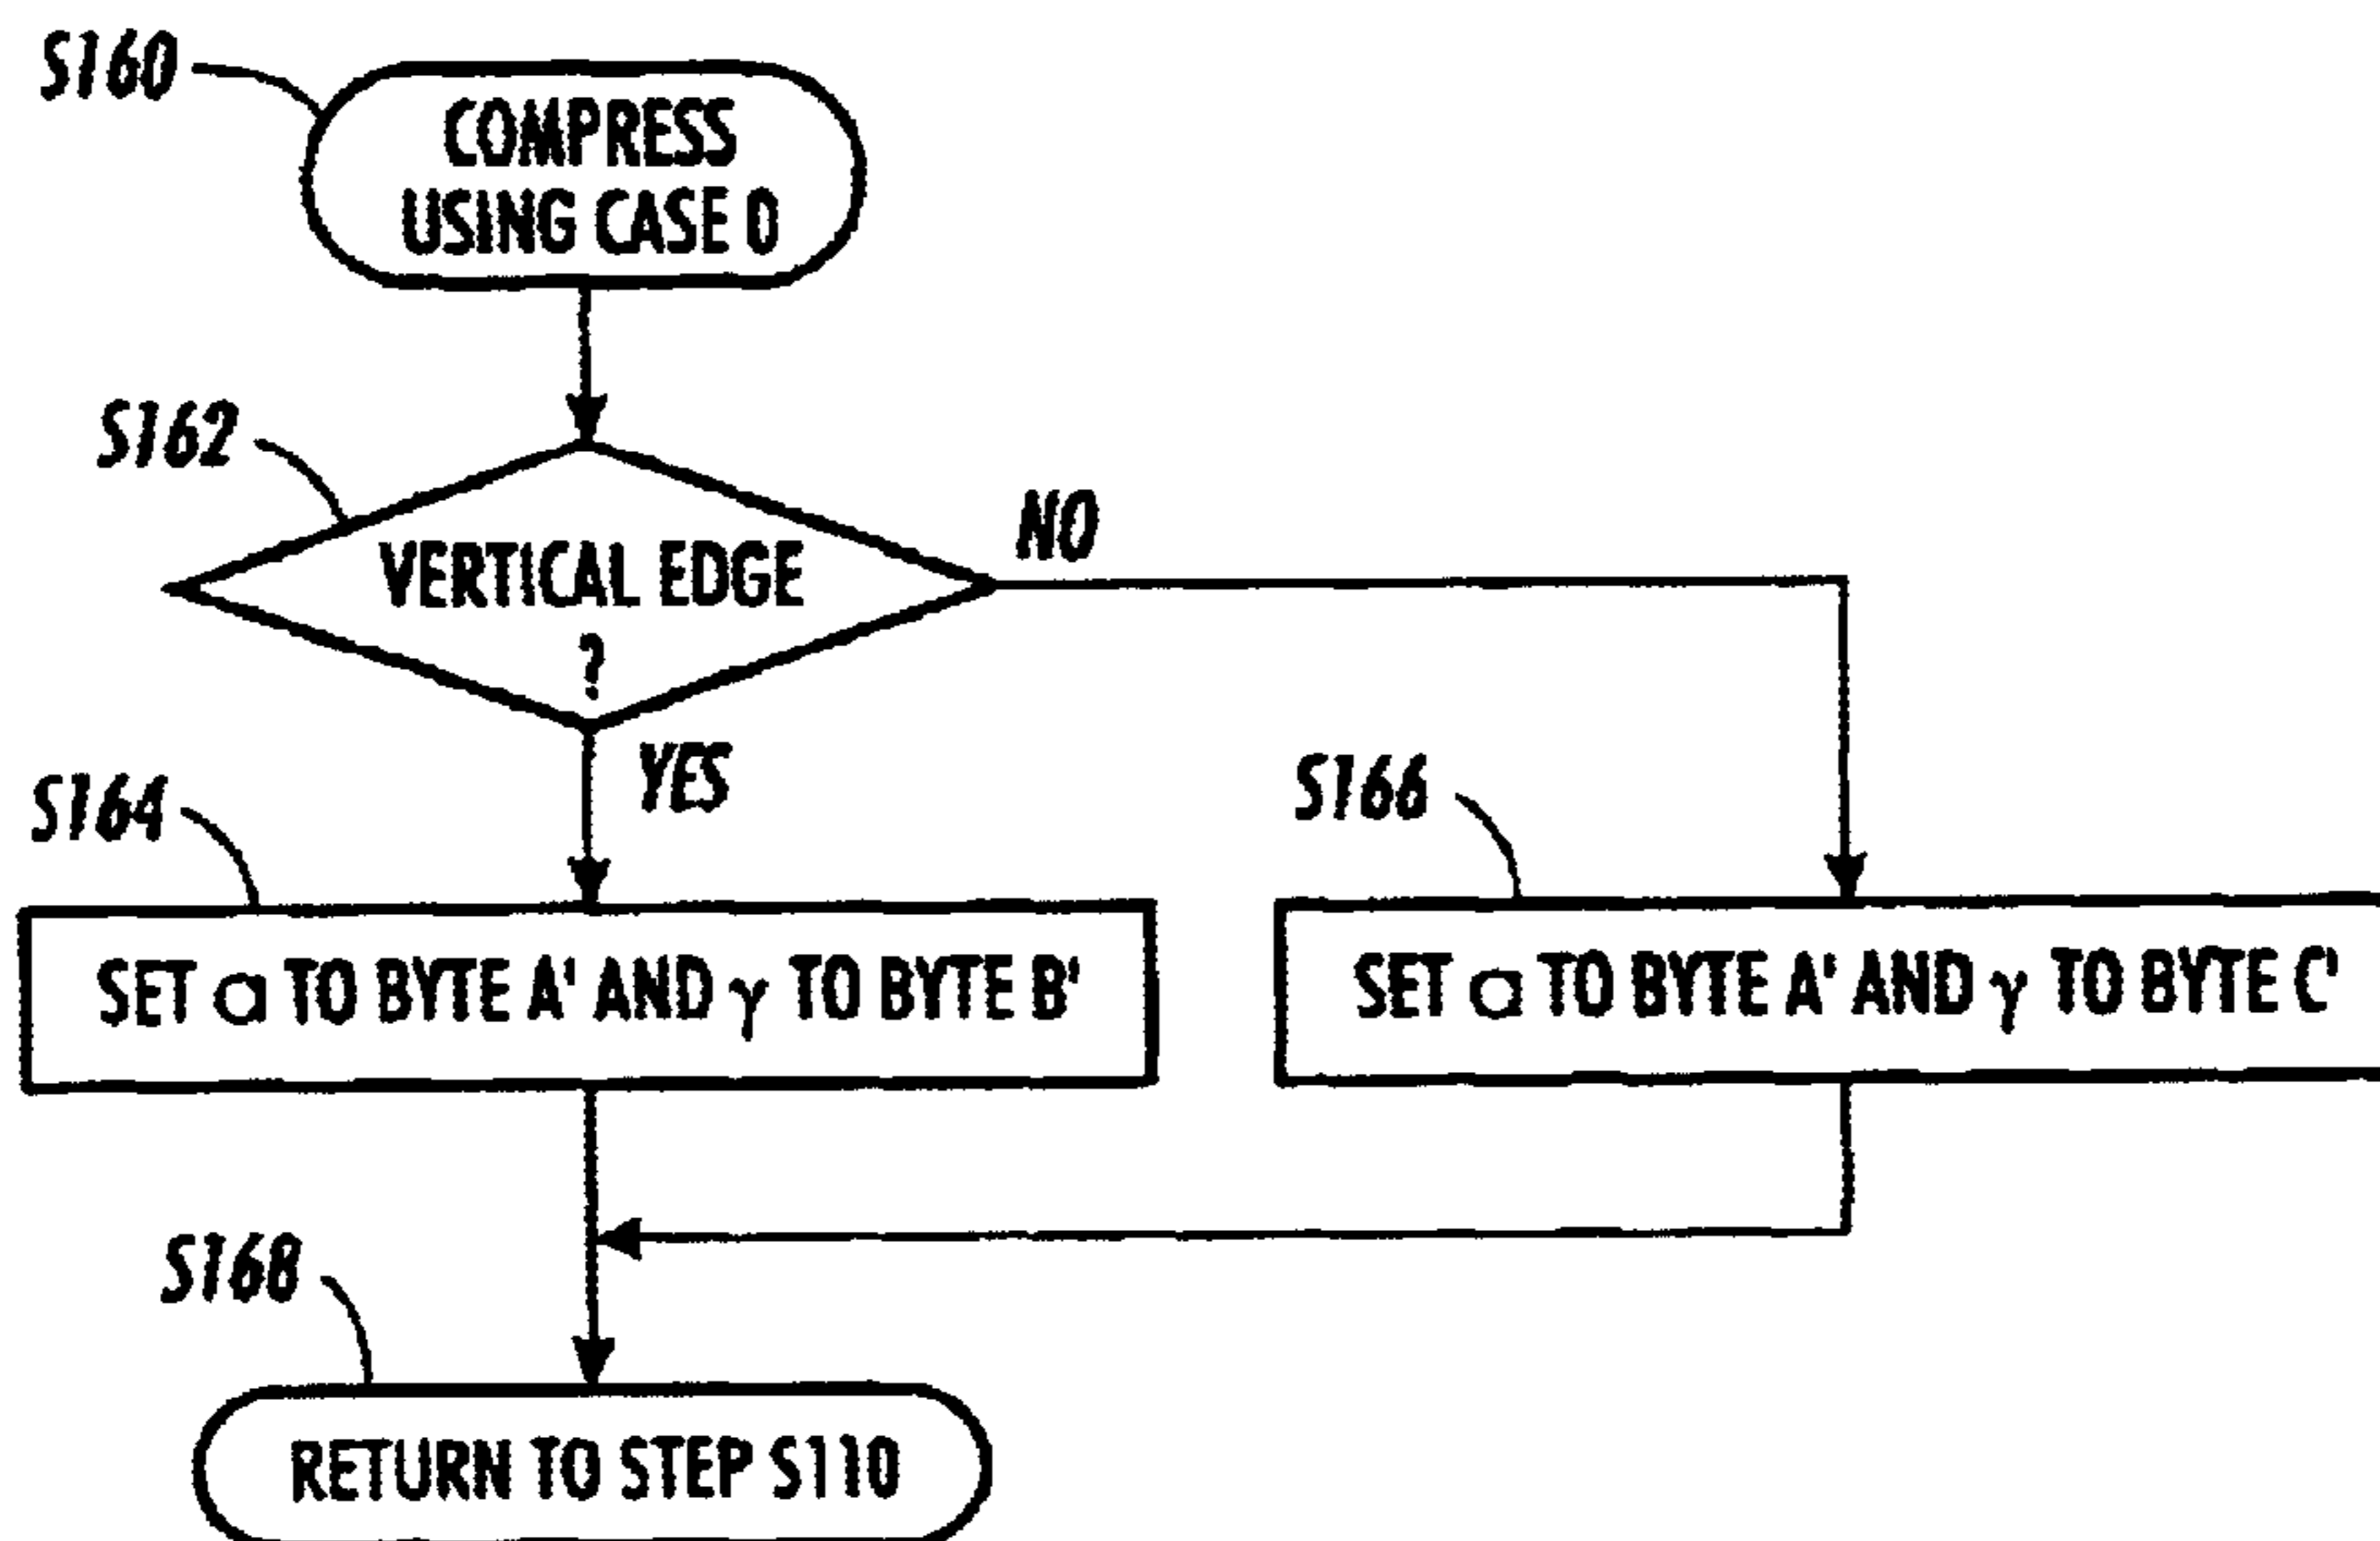 S160
COMPRESS
USING CASE 0
S162
VERTICAL EDGE
?
NO
YES
S164
S166
SET α TO BYTE A' AND γ TO BYTE B'
SET α TO BYTE A' AND γ TO BYTE C'
S168
RETURN TO STEP S110